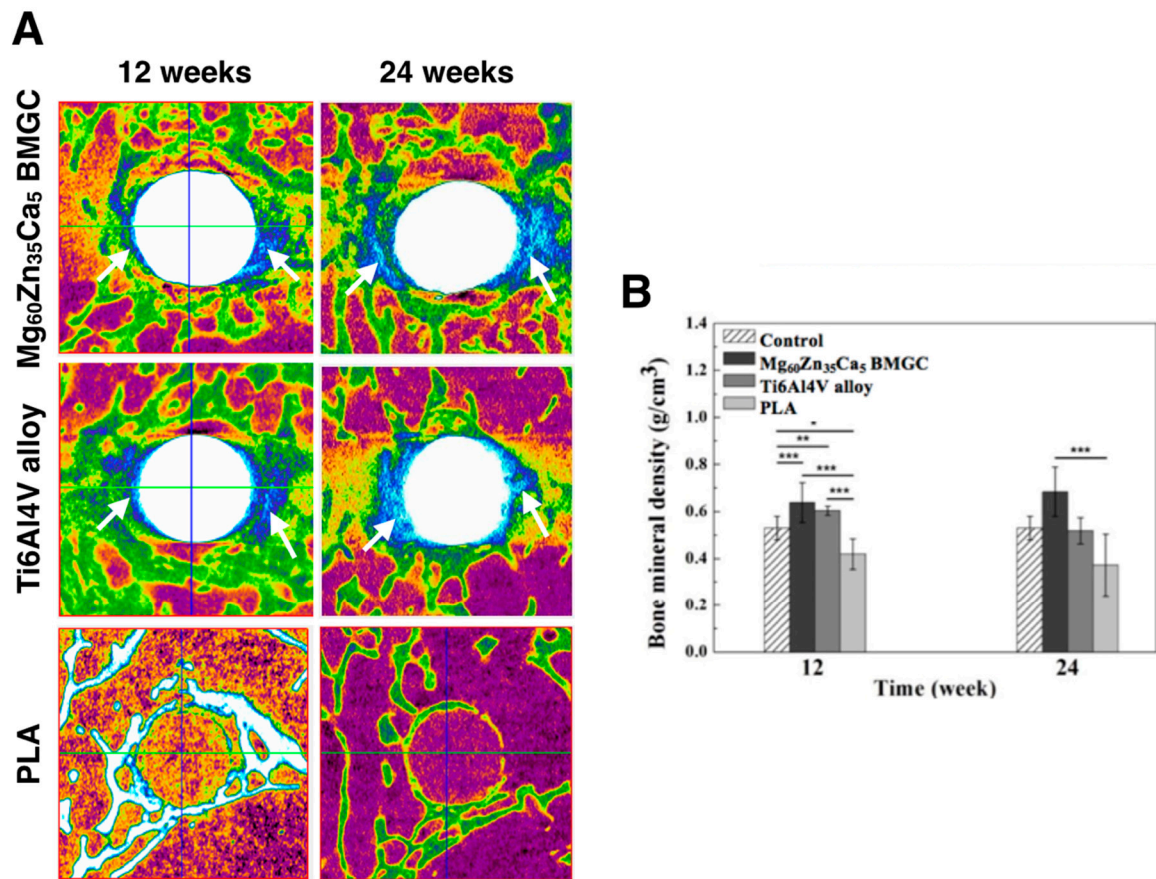 A
12 weeks
24 weeks
Mg₆₀Zn₃₅Ca₅ BMGC
Ti6Al4V alloy
PLA
B
Bone mineral density (g/cm³)
1.4
1.2
1.0
0.8
0.6
0.4
0.2
0.0
Control
Mg₆₀Zn₃₅Ca₅ BMGC
Ti6Al4V alloy
PLA
*
**
*** ***
***
***
12
24
Time (week)